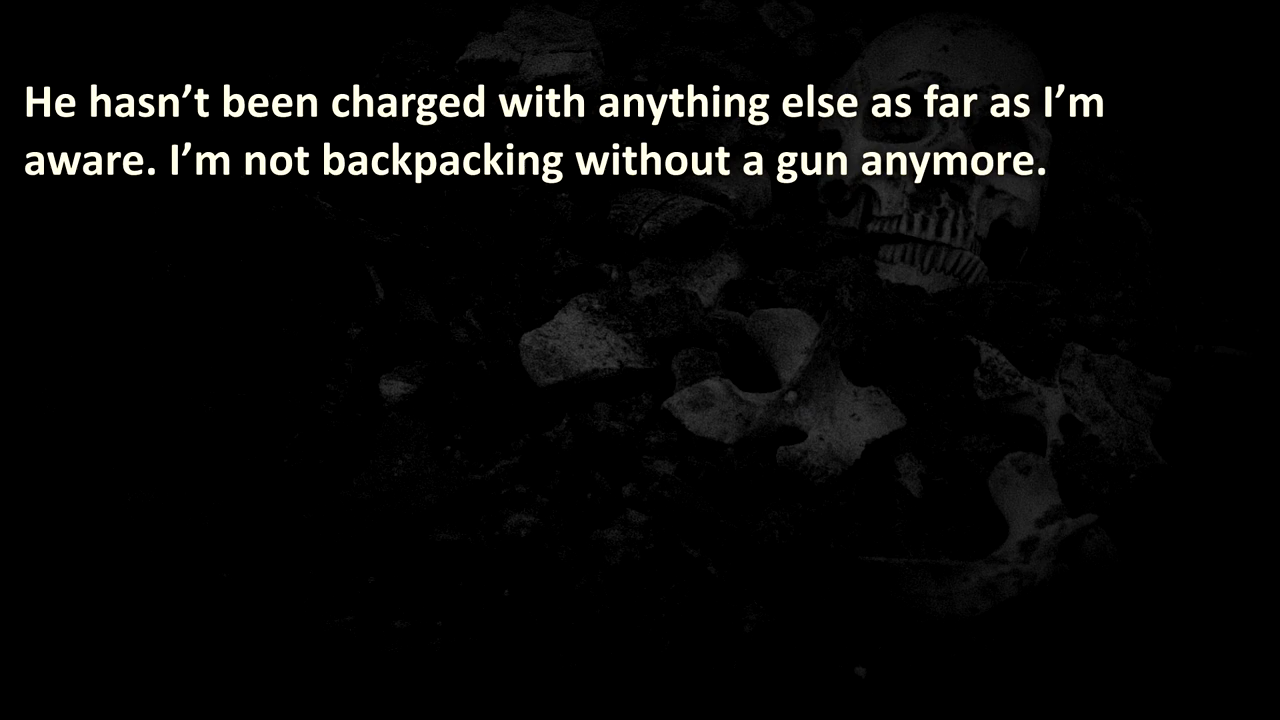 He hasn’t been charged with anything else as far as I’m
aware. I’m not backpacking without a gun anymore.